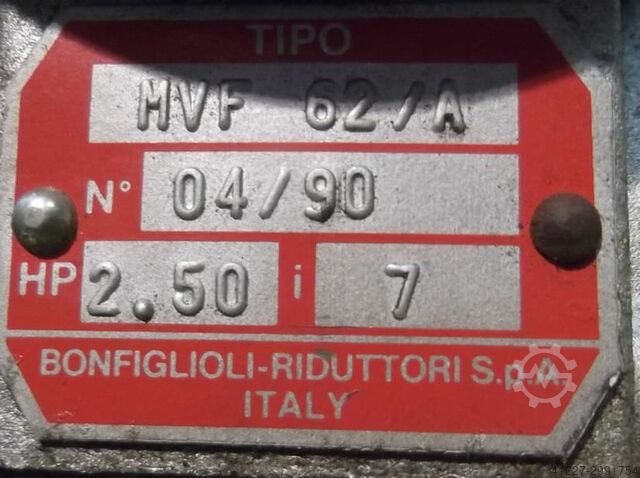 TIPO
MVF 62/A
N° 04/90
HP 2.50 i 7
BONFIGLIOLI-RIDUTTORI S.p.A.
ITALY